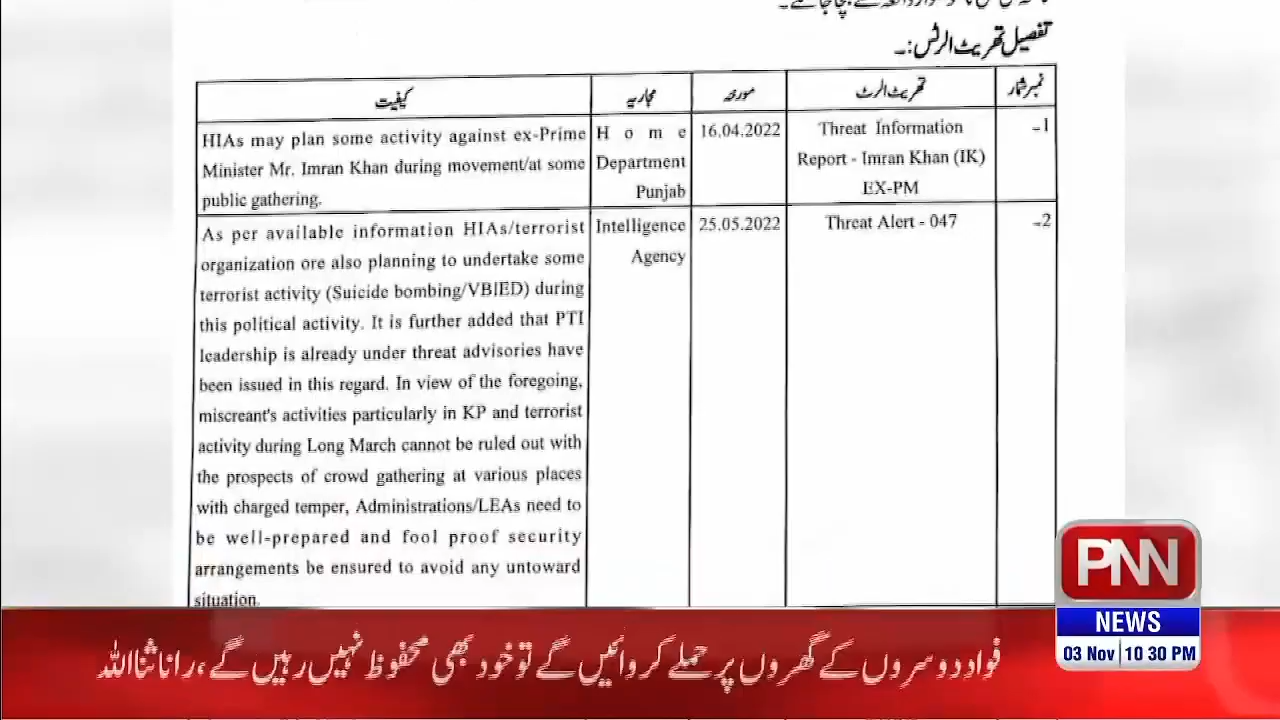 تفصیل تھریٹ الرٹس:۔
نمبر شمار تھریٹ الرٹ مورخہ مجاریہ کیفیت
1۔
Threat Information
Report - Imran Khan (IK)
EX-PM
16.04.2022
Home
Department
Punjab
HIAs may plan some activity against ex-Prime
Minister Mr. Imran Khan during movement/at some
public gathering.
2۔
Threat Alert - 047
25.05.2022
Intelligence
Agency
As per available information HIAs/terrorist
organization ore also planning to undertake some
terrorist activity (Suicide bombing/VBIED) during
this political activity. It is further added that PTI
leadership is already under threat advisories have
been issued in this regard. In view of the foregoing,
miscreant's activities particularly in KP and terrorist
activity during Long March cannot be ruled out with
the prospects of crowd gathering at various places
with charged temper, Administrations/LEAs need to
be well-prepared and fool proof security
arrangements be ensured to avoid any untoward
situation.
PNN
NEWS
03 Nov 10 30 PM
فواد دوسروں کے گھروں پر حملے کروائیں گے تو خود بھی محفوظ نہیں رہیں گے، رانا ثنااللہ